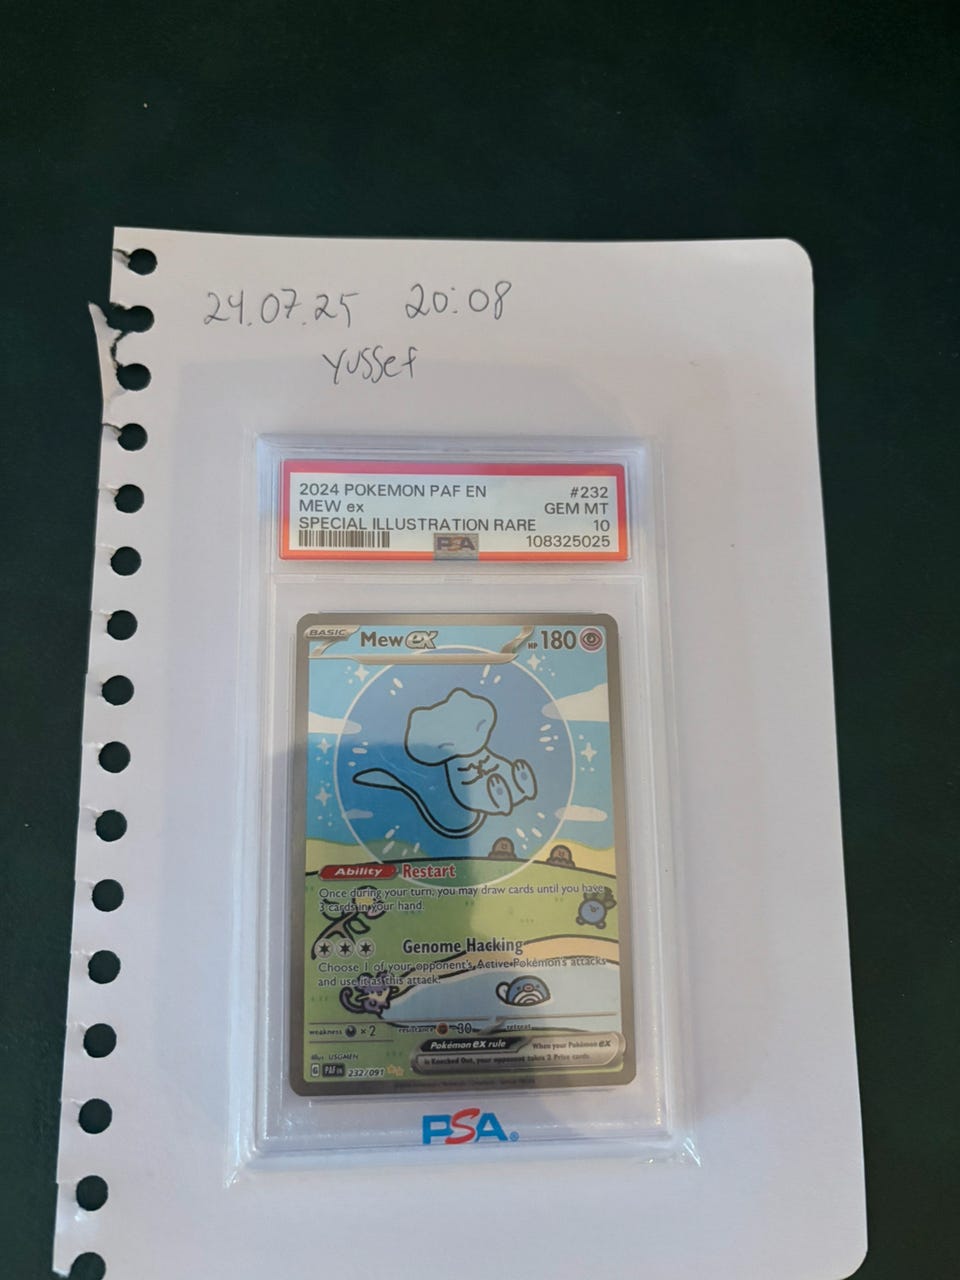 24.07.25 20:08
Yussef
2024 POKEMON PAF EN #232
MEW ex GEM MT
SPECIAL ILLUSTRATION RARE 10
PSA 108325025
BASIC Mew ex HP 180
Ability Restart
Once during your turn, you may draw cards until you have
3 cards in your hand.
Genome Hacking
Choose 1 of your opponent's Active Pokémon's attacks
and use it as this attack.
weakness ×2 resistance -30 retreat
Pokémon ex rule When your Pokémon ex
is Knocked Out, your opponent takes 2 Prize cards.
Illus. USGMEN
G PAF EN 232/091
PSA®